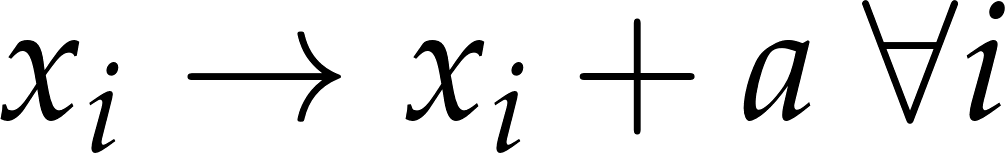 xᵢ → xᵢ + a ∀i